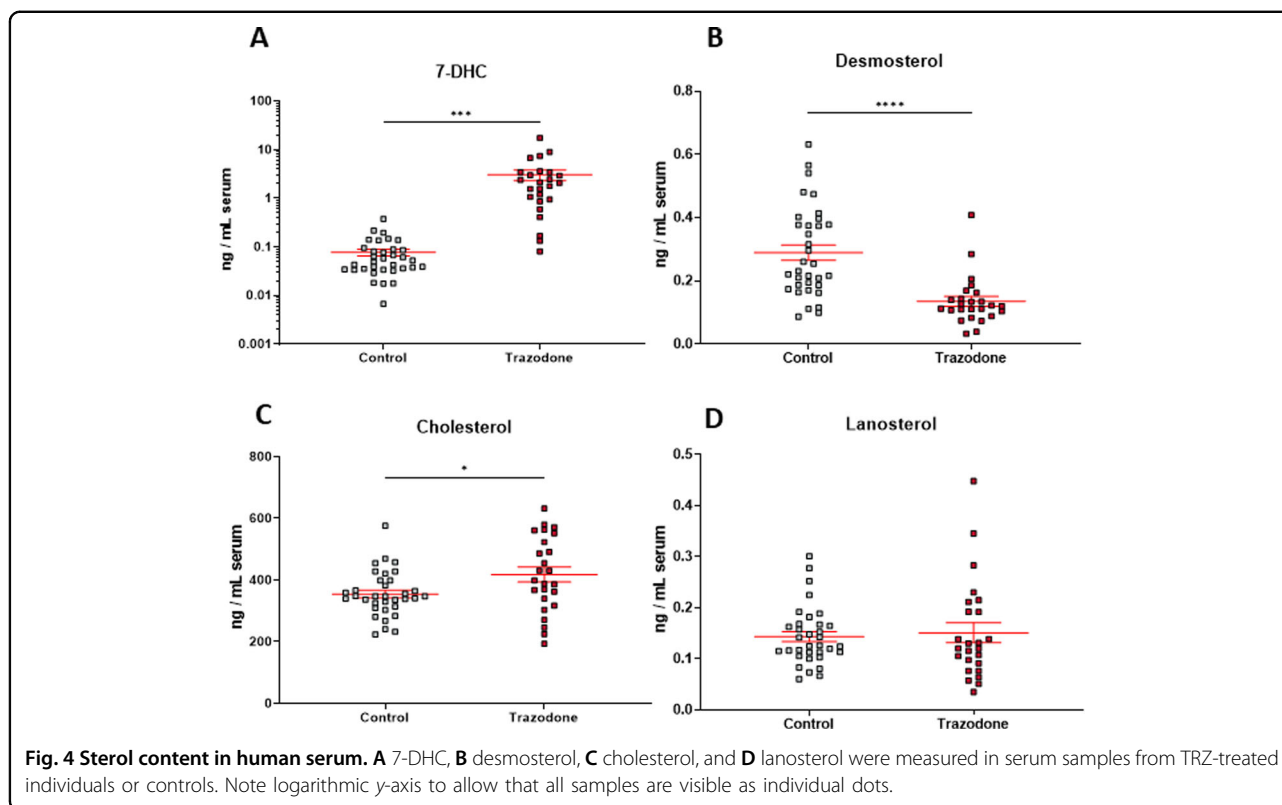 A
7-DHC
***
100
10
1
0.1
0.01
0.001
ng / mL serum
Control
Trazodone
B
Desmosterol
****
0.8
0.6
0.4
0.2
0.0
ng / mL serum
Control
Trazodone
C
Cholesterol
*
800
600
400
200
0
ng / mL serum
Control
Trazodone
D
Lanosterol
0.5
0.4
0.3
0.2
0.1
0.0
ng / mL serum
Control
Trazodone
Fig. 4 Sterol content in human serum. A 7-DHC, B desmosterol, C cholesterol, and D lanosterol were measured in serum samples from TRZ-treated
individuals or controls. Note logarithmic y-axis to allow that all samples are visible as individual dots.